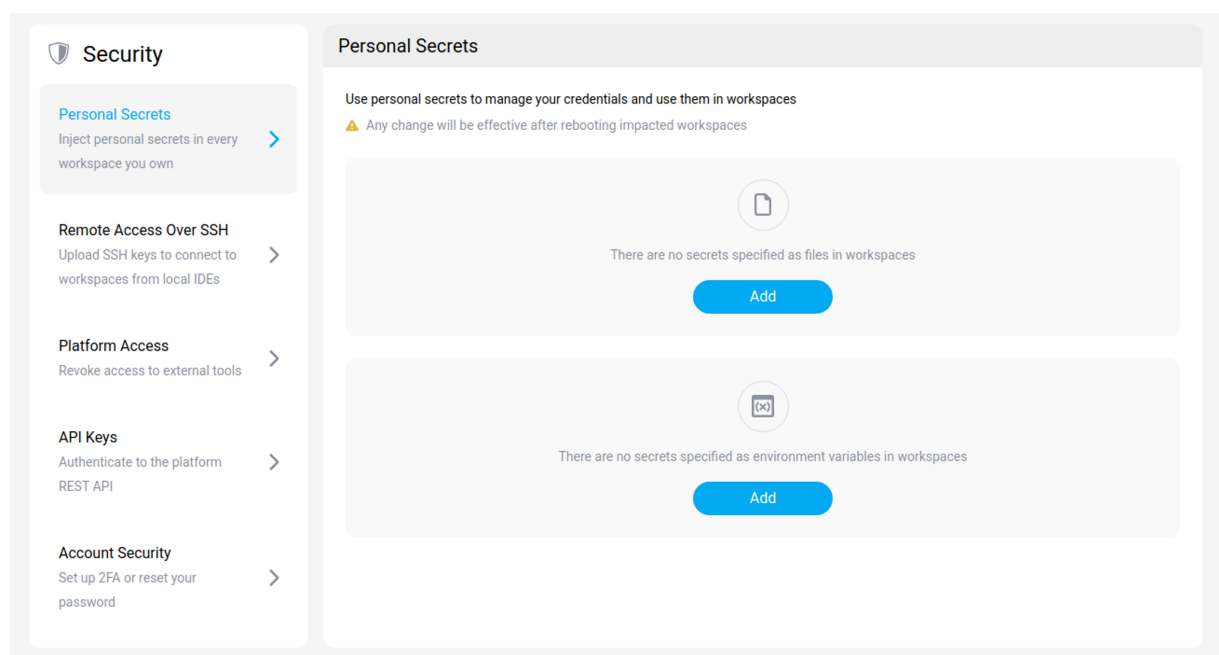 Security
Personal Secrets
Inject personal secrets in every
workspace you own
Remote Access Over SSH
Upload SSH keys to connect to
workspaces from local IDEs
Platform Access
Revoke access to external tools
API Keys
Authenticate to the platform
REST API
Account Security
Set up 2FA or reset your
password
Personal Secrets
Use personal secrets to manage your credentials and use them in workspaces
Any change will be effective after rebooting impacted workspaces
There are no secrets specified as files in workspaces
Add
(x)
There are no secrets specified as environment variables in workspaces
Add